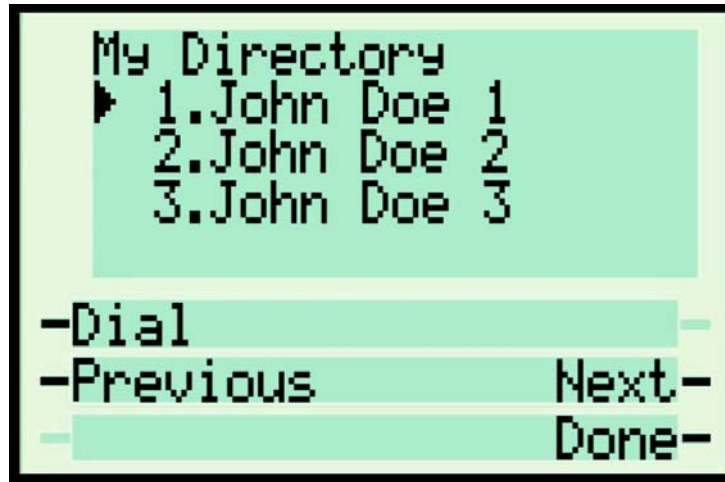 My Directory
1.John Doe 1
2.John Doe 2
3.John Doe 3
Dial
Previous Next
Done